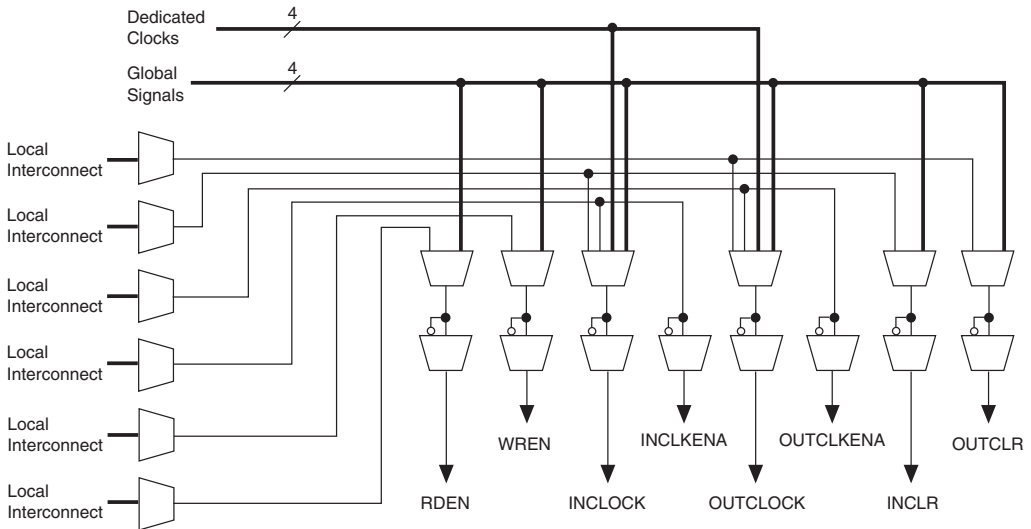 Dedicated
Clocks
4
Global
Signals
4
Local
Interconnect
Local
Interconnect
Local
Interconnect
Local
Interconnect
Local
Interconnect
Local
Interconnect
WREN
INCLKENA
OUTCLKENA
OUTCLR
RDEN
INCLOCK
OUTCLOCK
INCLR